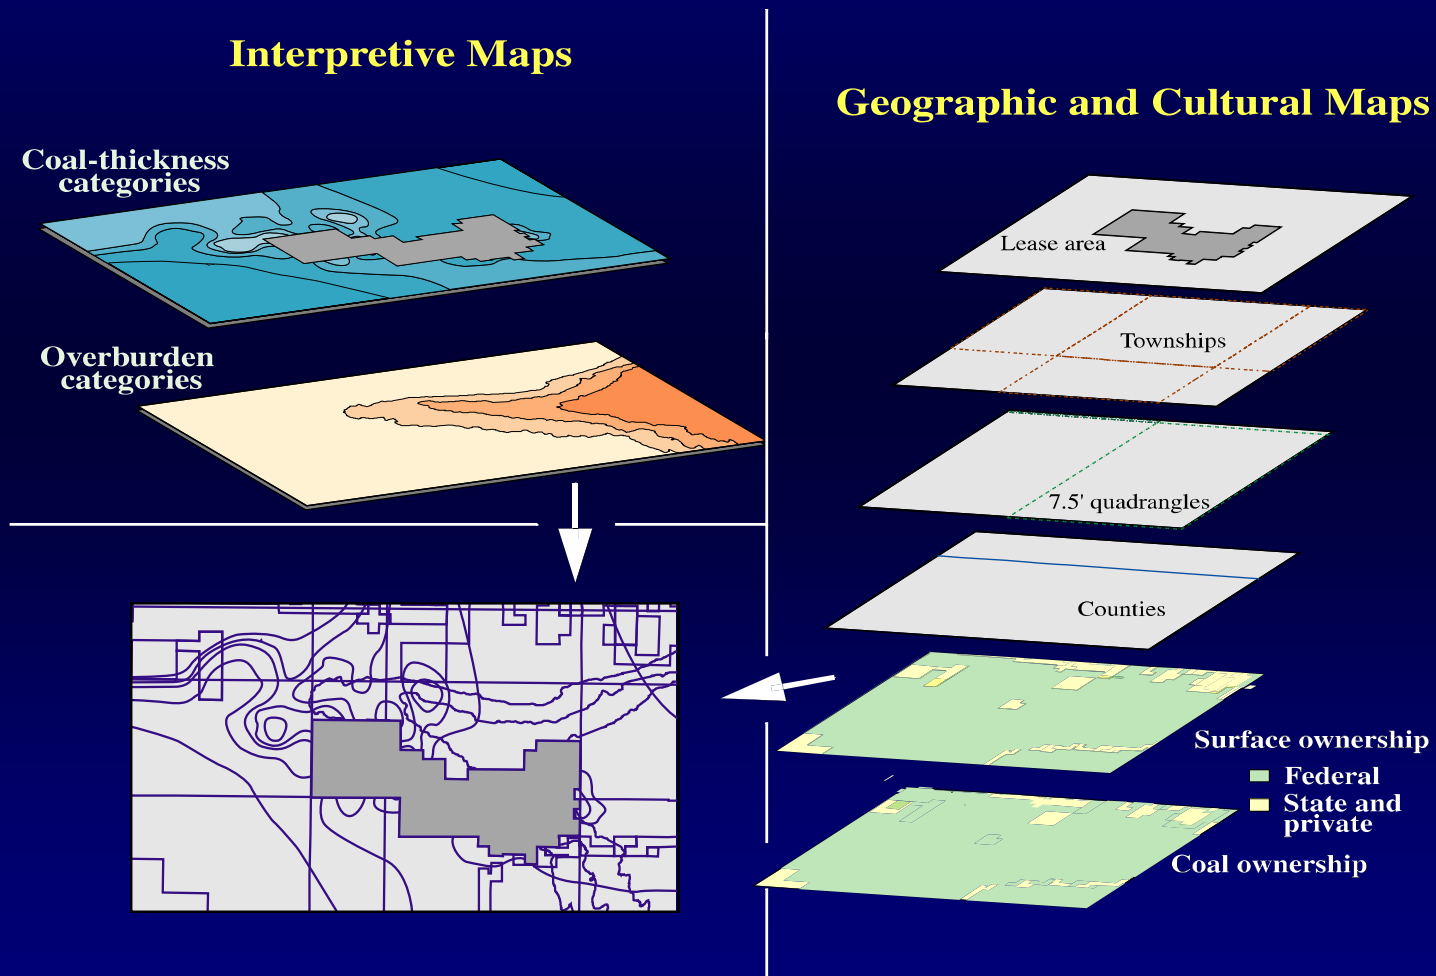 Interpretive Maps
Coal-thickness
categories
Overburden
categories
Geographic and Cultural Maps
Lease area
Townships
7.5' quadrangles
Counties
Surface ownership
Federal
State and
private
Coal ownership